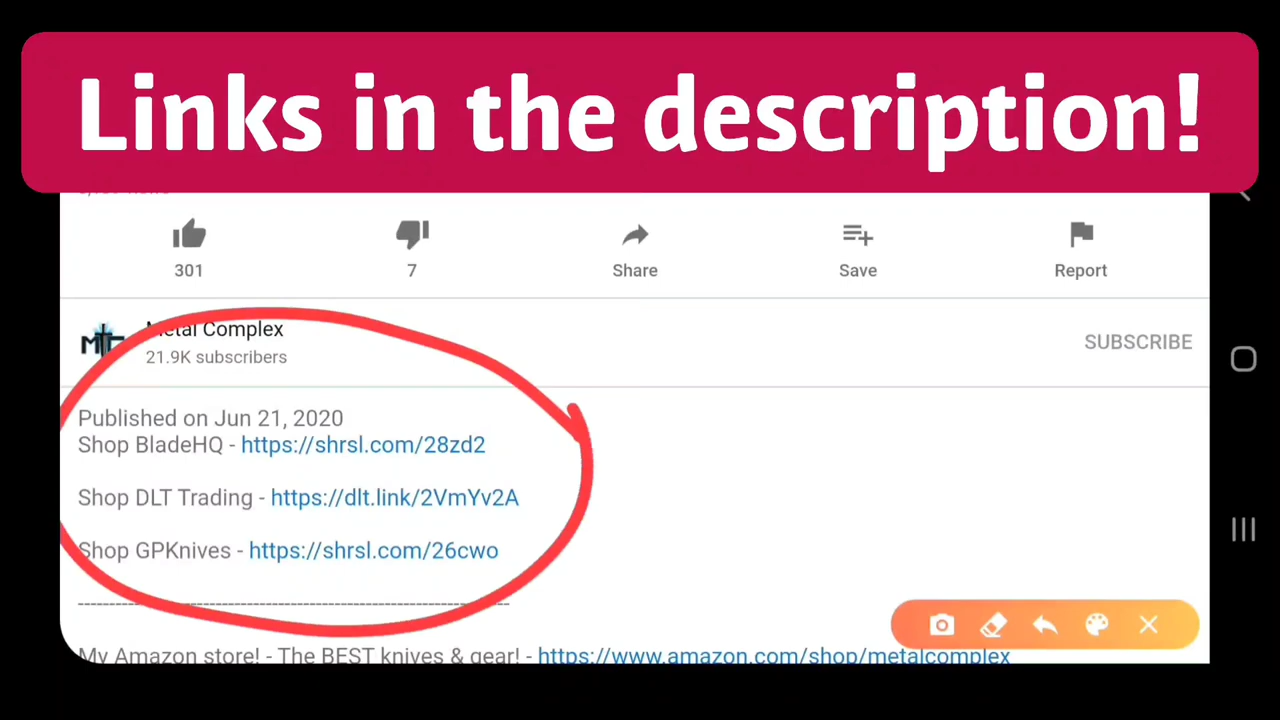 Links in the description!
301
7
Share
Save
Report
Metal Complex
21.9K subscribers
SUBSCRIBE
Published on Jun 21, 2020
Shop BladeHQ - https://shrsl.com/28zd2
Shop DLT Trading - https://dlt.link/2VmYv2A
Shop GPKnives - https://shrsl.com/26cwo
--------------------------------------------------------------------
My Amazon store! - The BEST knives & gear! - https://www.amazon.com/shop/metalcomplex